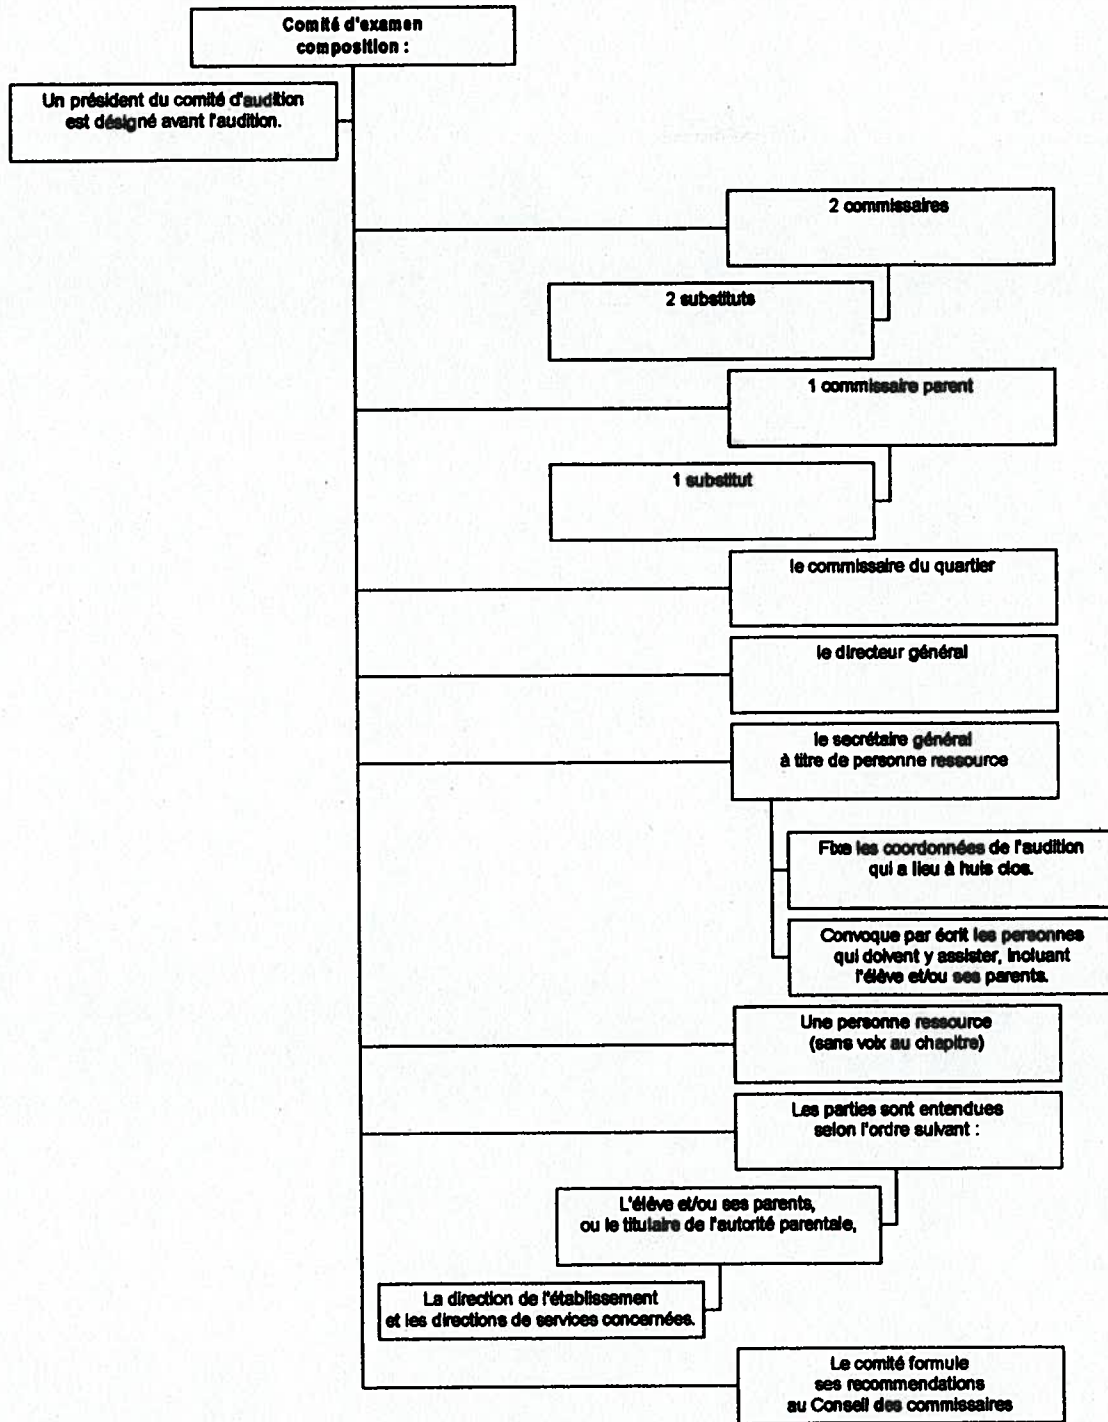 Comité d'examen
composition :
Un président du comité d'audition
est désigné avant l'audition.
2 commissaires
2 substituts
1 commissaire parent
1 substitut
le commissaire du quartier
le directeur général
le secrétaire général
à titre de personne ressource
Fixe les coordonnées de l'audition
qui a lieu à huis clos.
Convoque par écrit les personnes
qui doivent y assister, incluant
l'élève et/ou ses parents.
Une personne ressource
(sans voix au chapitre)
Les parties sont entendues
selon l'ordre suivant :
L'élève et/ou ses parents,
ou le titulaire de l'autorité parentale,
La direction de l'établissement
et les directions de services concernées.
Le comité formule
ses recommendations
au Conseil des commissaires